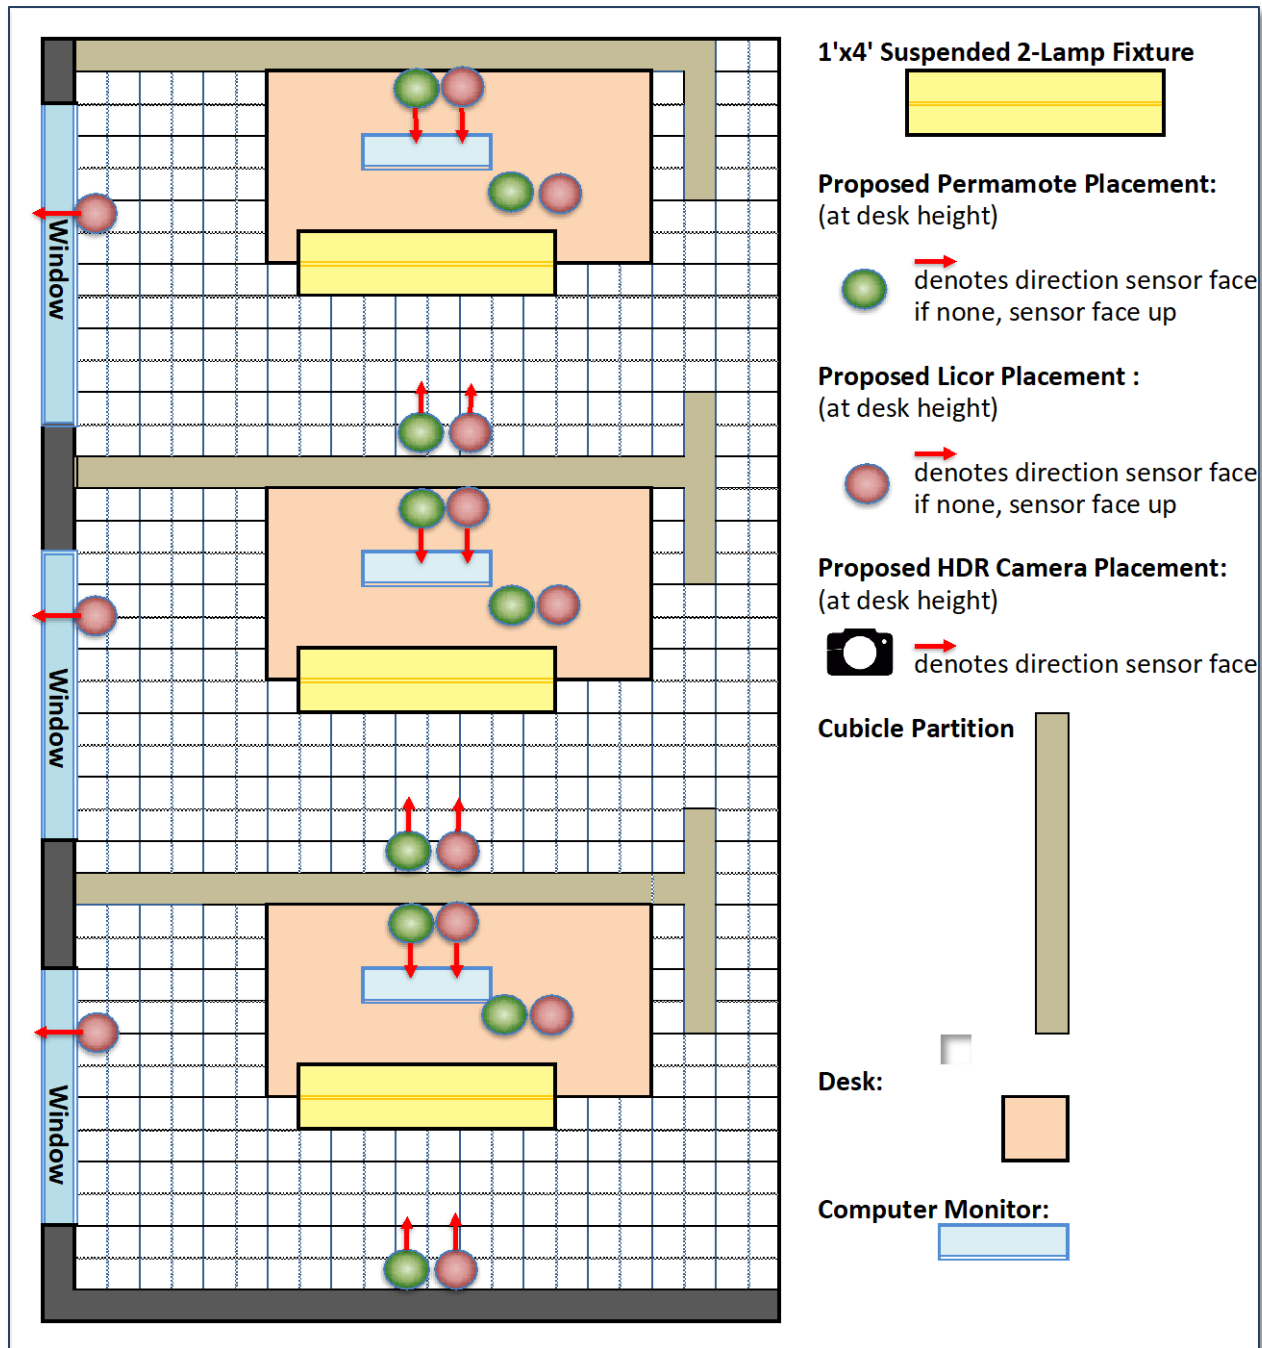 1'x4' Suspended 2-Lamp Fixture
Proposed Permamote Placement:
(at desk height)
denotes direction sensor face
if none, sensor face up
Proposed Licor Placement :
(at desk height)
denotes direction sensor face
if none, sensor face up
Proposed HDR Camera Placement:
(at desk height)
denotes direction sensor face
Cubicle Partition
Desk:
Computer Monitor:
Window
Window
Window